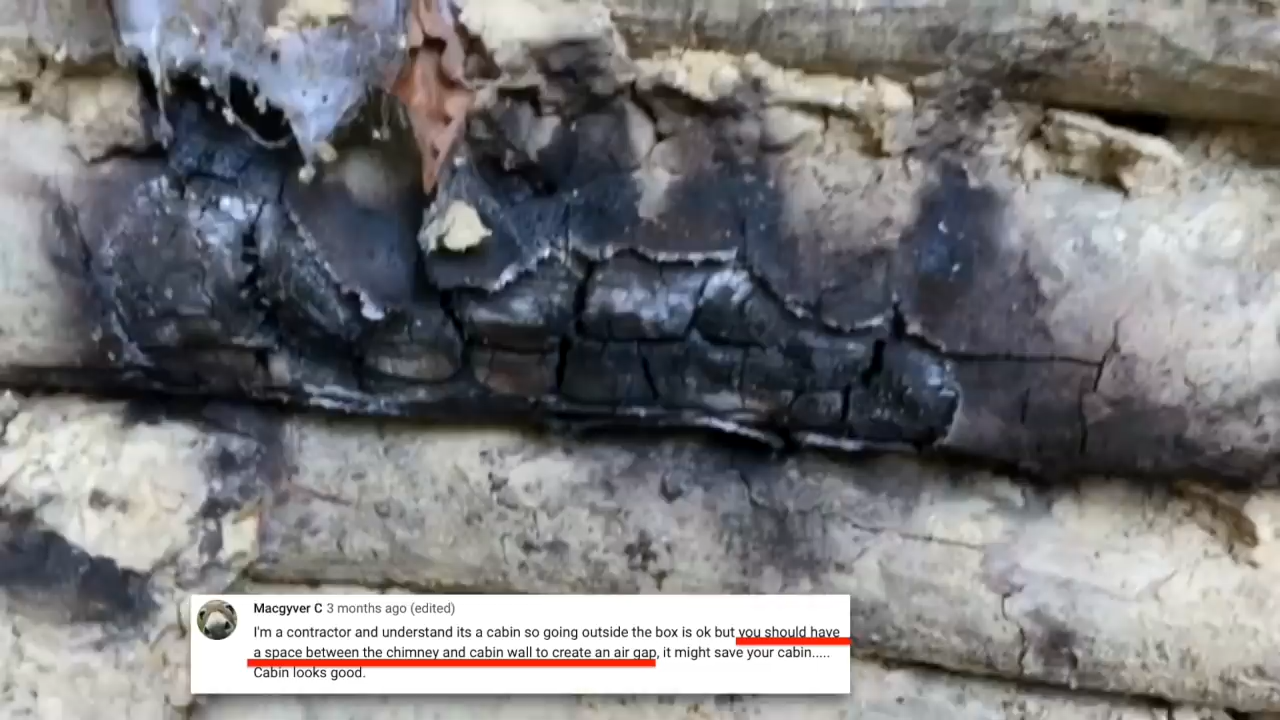 Macgyver C 3 months ago (edited)
I'm a contractor and understand its a cabin so going outside the box is ok but you should have
a space between the chimney and cabin wall to create an air gap, it might save your cabin.....
Cabin looks good.